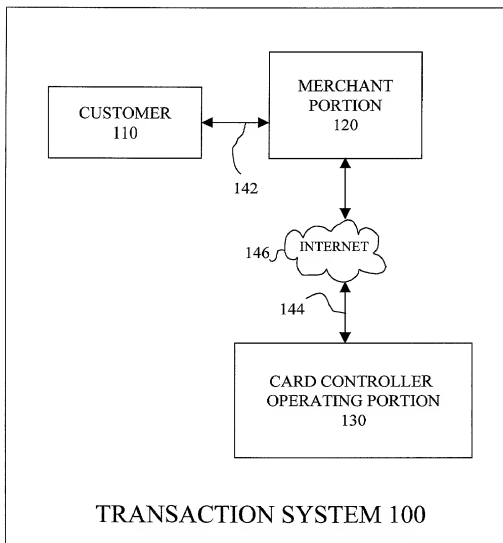 MERCHANT
PORTION
120
CUSTOMER
110
142
INTERNET
146
144
CARD CONTROLLER
OPERATING PORTION
130
TRANSACTION SYSTEM 100